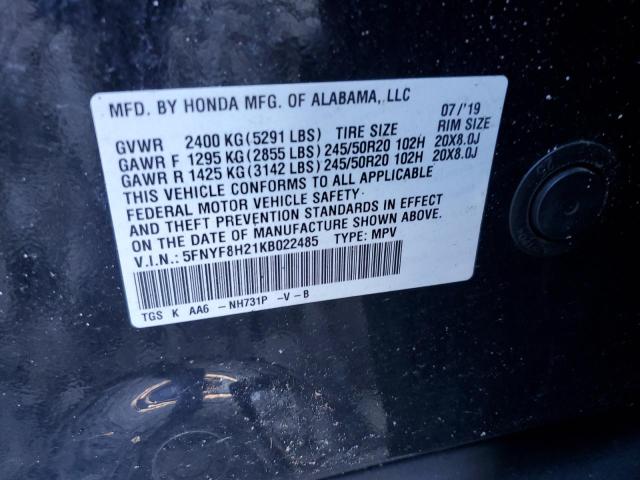 MFD. BY HONDA MFG. OF ALABAMA, LLC 07/'19
GVWR 2400 KG(5291 LBS) TIRE SIZE RIM SIZE
GAWR F 1295 KG(2855 LBS)245/50R20 102H 20X8.0J
GAWR R 1425 KG(3142 LBS)245/50R20 102H 20X8.0J
THIS VEHICLE CONFORMS TO ALL APPLICABLE
FEDERAL MOTOR VEHICLE SAFETY
AND THEFT PREVENTION STANDARDS IN EFFECT
ON THE DATE OF MANUFACTURE SHOWN ABOVE.
V.I.N.: 5FNYF8H21KB022485 TYPE: MPV
TGS K AA6 -NH731P -V-B